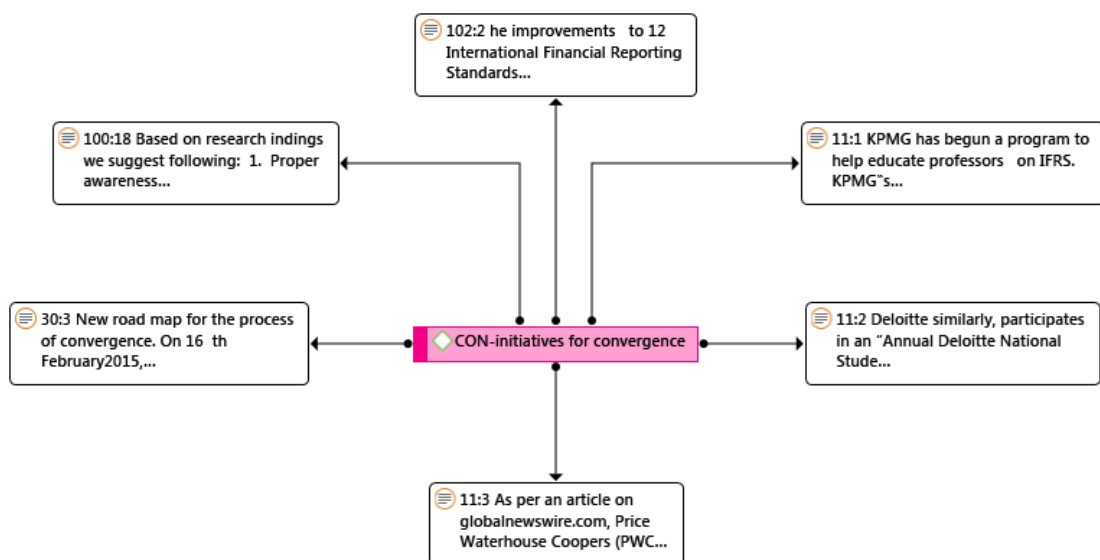 102:2 he improvements to 12
International Financial Reporting
Standards...
100:18 Based on research indings
we suggest following: 1. Proper
awareness...
11:1 KPMG has begun a program to
help educate professors on IFRS.
KPMG‟s...
30:3 New road map for the process
of convergence. On 16 th
February2015,...
CON-initiatives for convergence
11:2 Deloitte similarly, participates
in an “Annual Deloitte National
Stude...
11:3 As per an article on
globalnewswire.com, Price
Waterhouse Coopers (PWC...